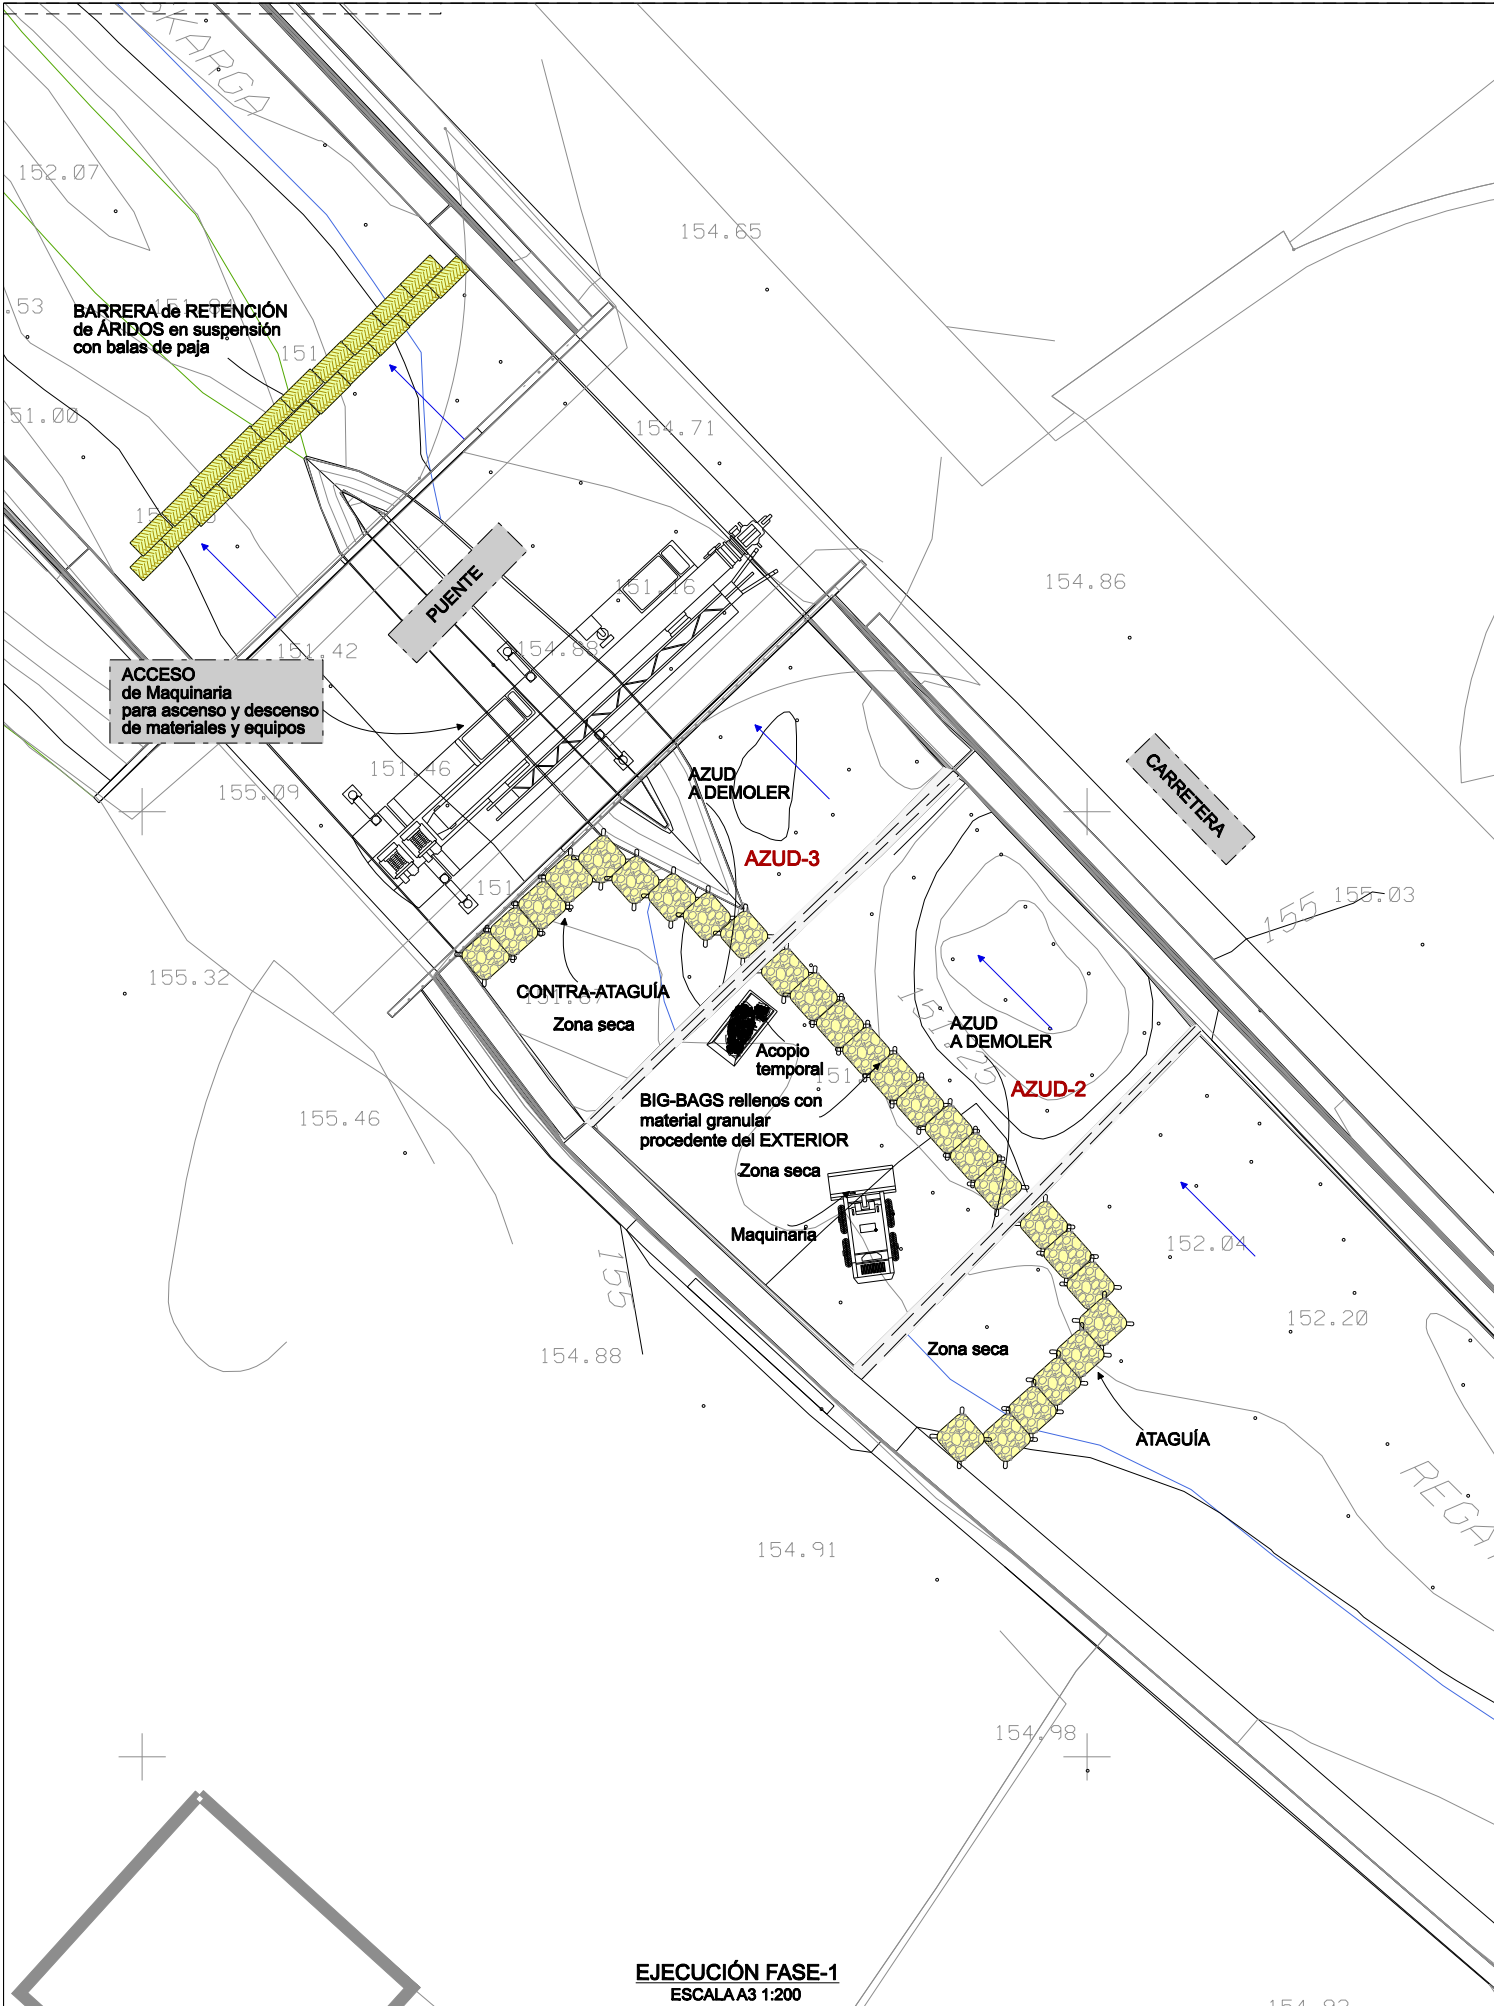 SKARGA
152.07
154.65
.53
BARRERA de RETENCIÓN
de ÁRIDOS en suspensión
con balas de paja
151
51.00
154.71
PUENTE
151.16
154.86
151.42
154.88
ACCESO
de Maquinaria
para ascenso y descenso
de materiales y equipos
151.46
155.09
AZUD
A DEMOLER
CARRETERA
AZUD-3
151
155.03
155
155.32
CONTRA-ATAGUÍA
Zona seca
151.25
AZUD
A DEMOLER
Acopio
temporal
151
AZUD-2
BIG-BAGS rellenos con
material granular
procedente del EXTERIOR
155.46
Zona seca
Maquinaria
152.04
155
152.20
154.88
Zona seca
ATAGUÍA
REGA
154.91
154.98
EJECUCIÓN FASE-1
ESCALA A3 1:200